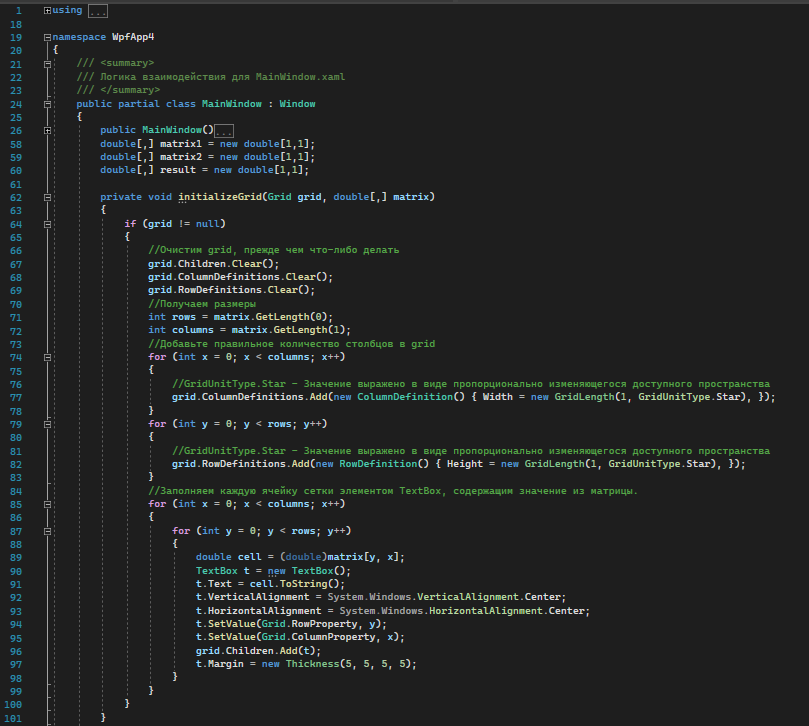 1 using ...
18
19 namespace WpfApp4
20 {
21 /// <summary>
22 /// Логика взаимодействия для MainWindow.xaml
23 /// </summary>
24 public partial class MainWindow : Window
25 {
26 public MainWindow()...
58 double[,] matrix1 = new double[1,1];
59 double[,] matrix2 = new double[1,1];
60 double[,] result = new double[1,1];
61
62 private void initializeGrid(Grid grid, double[,] matrix)
63 {
64 if (grid != null)
65 {
66 //Очистим grid, прежде чем что-либо делать
67 grid.Children.Clear();
68 grid.ColumnDefinitions.Clear();
69 grid.RowDefinitions.Clear();
70 //Получаем размеры
71 int rows = matrix.GetLength(0);
72 int columns = matrix.GetLength(1);
73 //Добавьте правильное количество столбцов в grid
74 for (int x = 0; x < columns; x++)
75 {
76 //GridUnitType.Star - Значение выражено в виде пропорционально изменяющегося доступного пространства
77 grid.ColumnDefinitions.Add(new ColumnDefinition() { Width = new GridLength(1, GridUnitType.Star), });
78 }
79 for (int y = 0; y < rows; y++)
80 {
81 //GridUnitType.Star - Значение выражено в виде пропорционально изменяющегося доступного пространства
82 grid.RowDefinitions.Add(new RowDefinition() { Height = new GridLength(1, GridUnitType.Star), });
83 }
84 //Заполняем каждую ячейку сетки элементом TextBox, содержащим значение из матрицы.
85 for (int x = 0; x < columns; x++)
86 {
87 for (int y = 0; y < rows; y++)
88 {
89 double cell = (double)matrix[y, x];
90 TextBox t = new TextBox();
91 t.Text = cell.ToString();
92 t.VerticalAlignment = System.Windows.VerticalAlignment.Center;
93 t.HorizontalAlignment = System.Windows.HorizontalAlignment.Center;
94 t.SetValue(Grid.RowProperty, y);
95 t.SetValue(Grid.ColumnProperty, x);
96 grid.Children.Add(t);
97 t.Margin = new Thickness(5, 5, 5, 5);
98 }
99 }
100 }
101 }